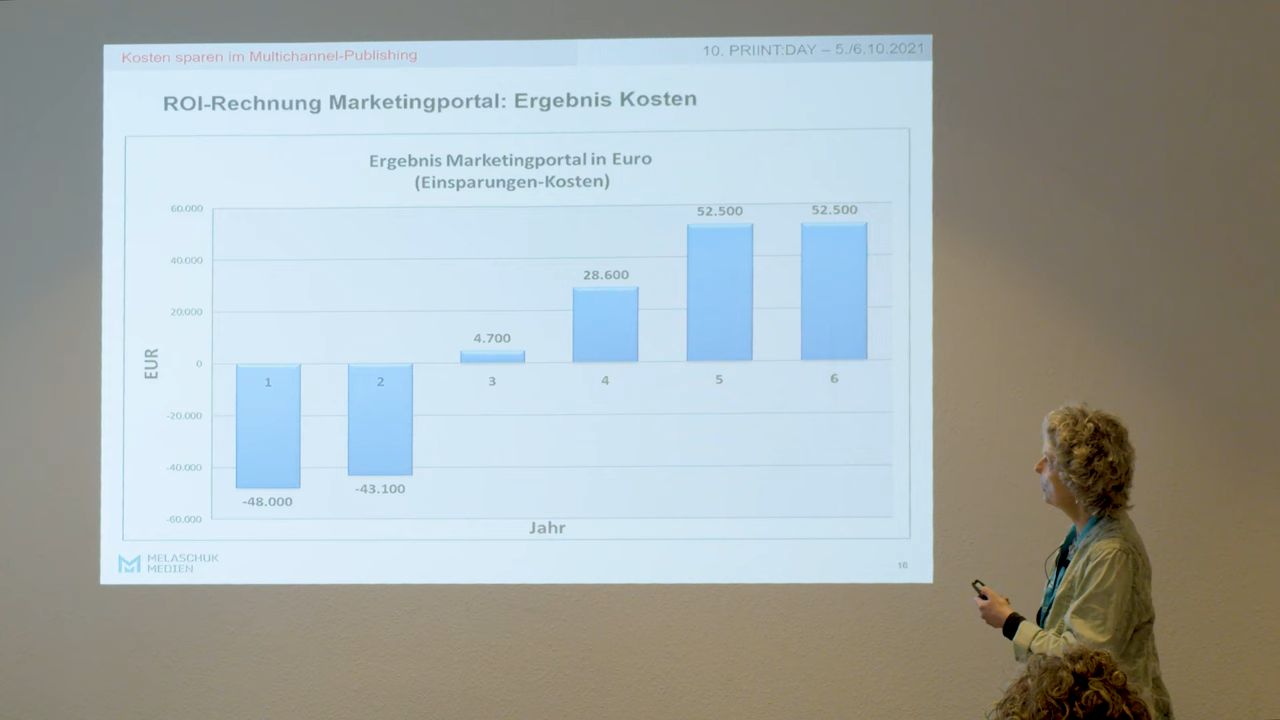 Kosten sparen im Multichannel-Publishing
10. PRIINT:DAY – 5./6.10.2021
ROI-Rechnung Marketingportal: Ergebnis Kosten
Ergebnis Marketingportal in Euro
(Einsparungen-Kosten)
60.000
40.000
20.000
0
-20.000
-40.000
-60.000
EUR
1
2
3
4
5
6
-48.000
-43.100
4.700
28.600
52.500
52.500
Jahr
MELASCHUK
MEDIEN
16